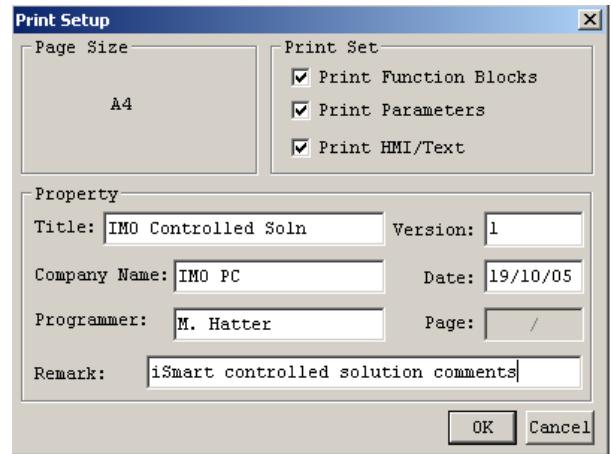 Print Setup
Page Size
A4
Print Set
Print Function Blocks
Print Parameters
Print HMI/Text
Property
Title: IMO Controlled Soln Version: 1
Company Name: IMO PC Date: 19/10/05
Programmer: M. Hatter Page: /
Remark: iSmart controlled solution comments
OK Cancel